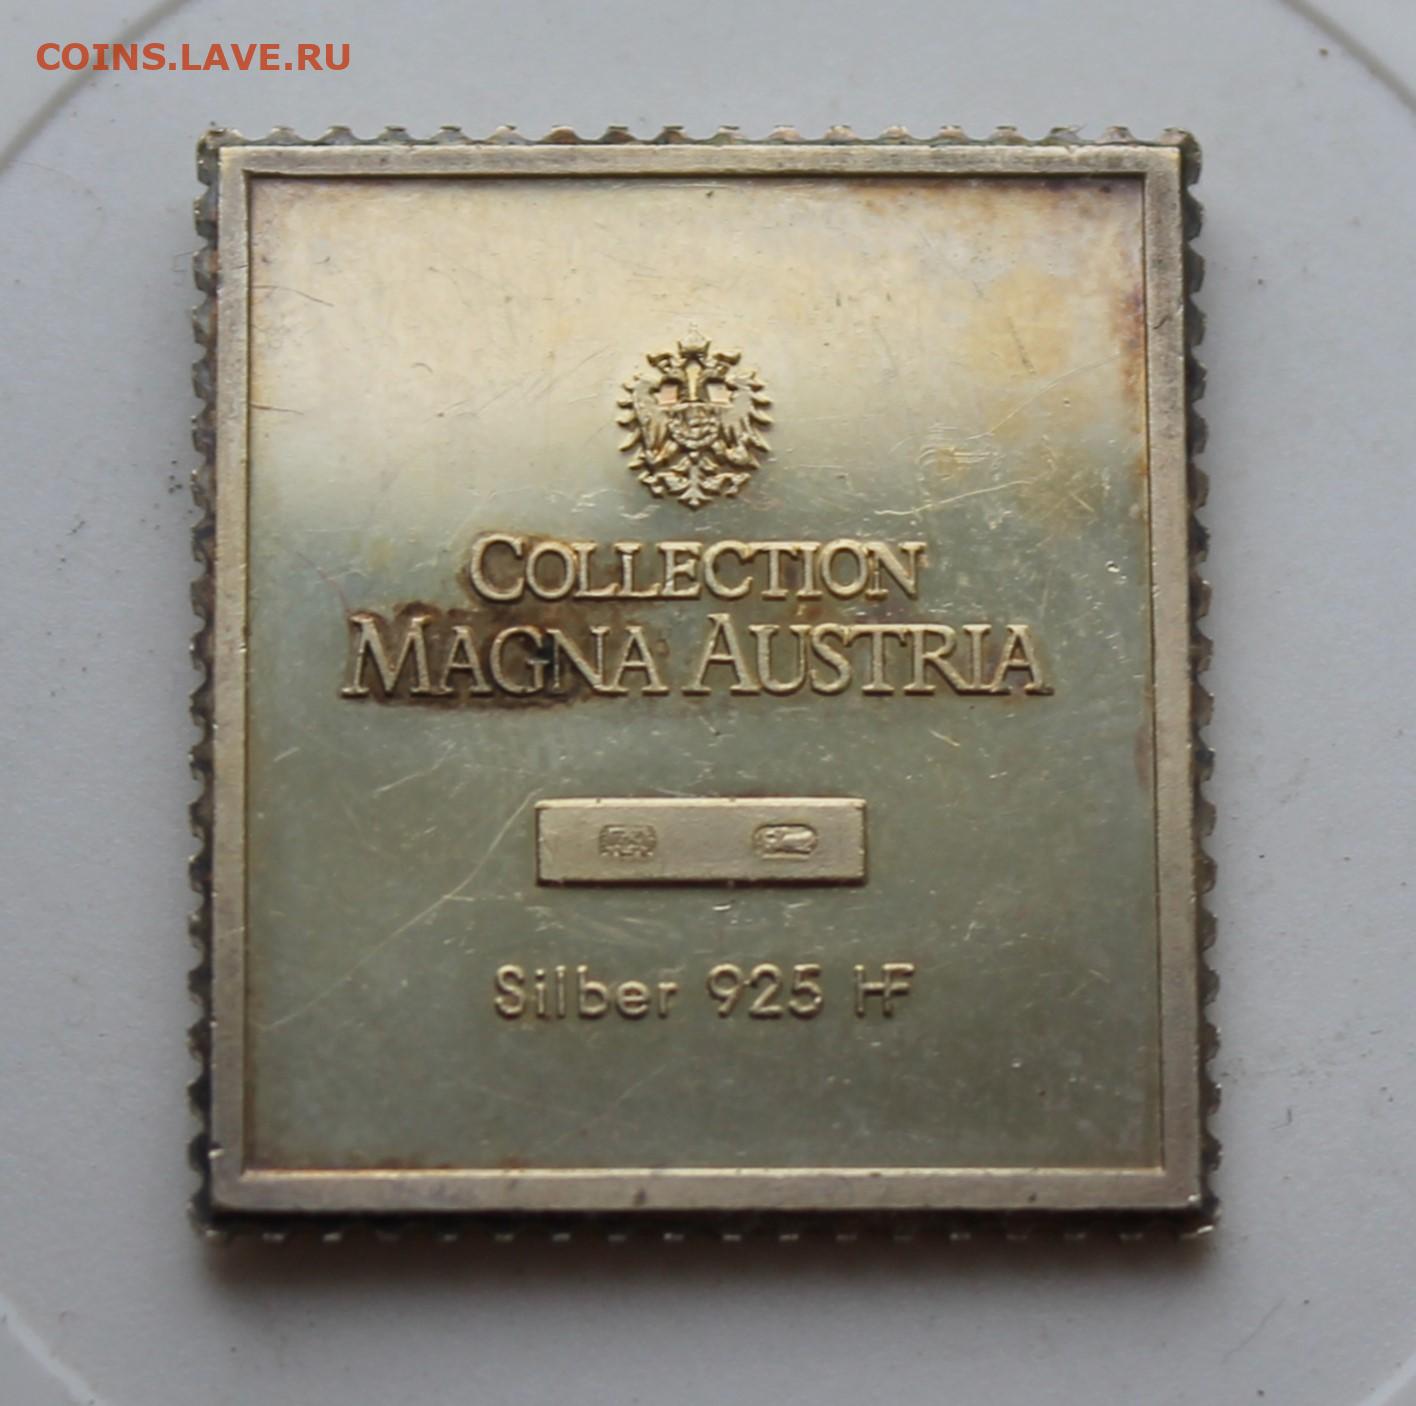 COINS.LAVE.RU
COLLECTION
MAGNA AUSTRIA
Silber 925 HF